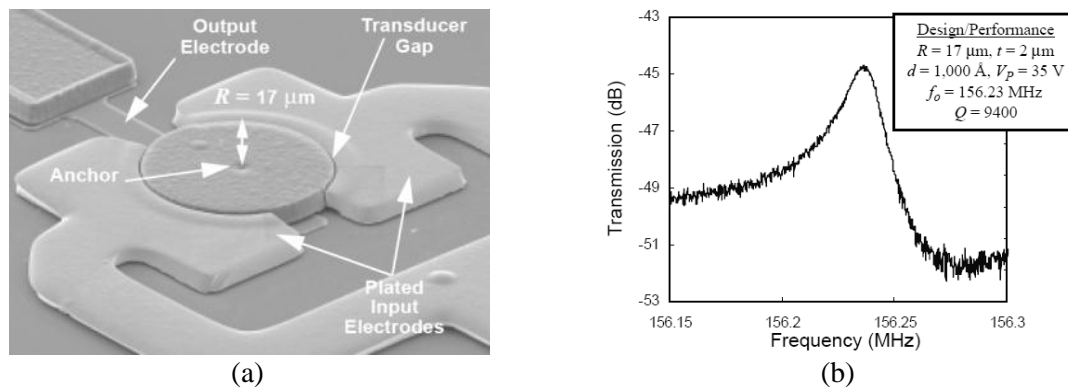 Output
Electrode
Transducer
Gap
R = 17 μm
Anchor
Plated
Input
Electrodes
(a)
-43
-45
-47
-49
-51
-53
Transmission (dB)
156.15
156.2
156.25
156.3
Frequency (MHz)
Design/Performance
R = 17 μm, t = 2 μm
d = 1,000 Å, VP = 35 V
fo = 156.23 MHz
Q = 9400
(b)